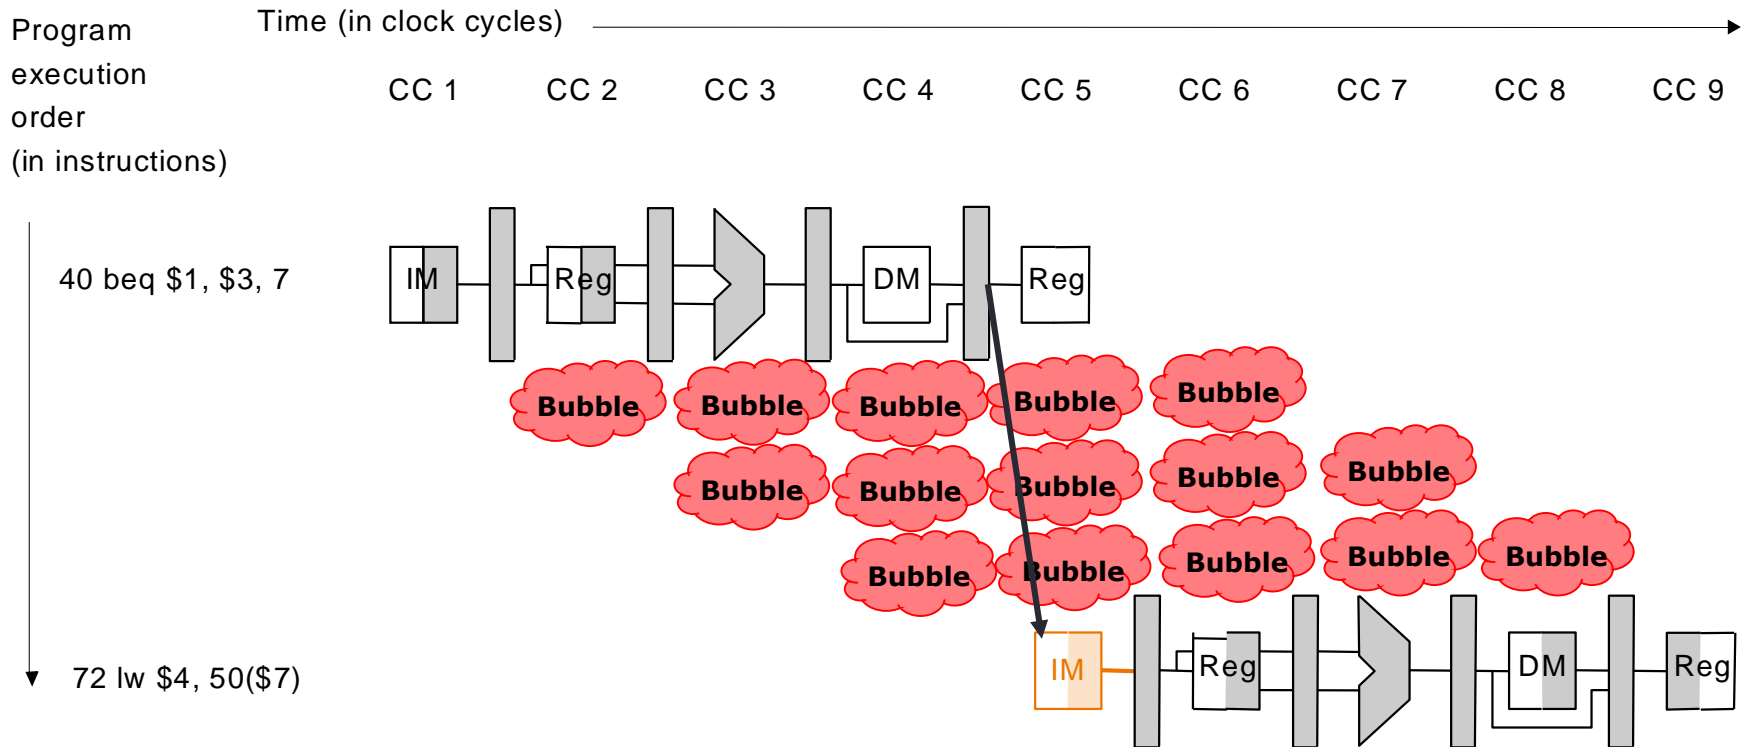 Program
execution
order
(in instructions)
Time (in clock cycles)
CC 1 CC 2 CC 3 CC 4 CC 5 CC 6 CC 7 CC 8 CC 9
40 beq $1, $3, 7
IM Reg DM Reg
Bubble Bubble Bubble Bubble Bubble
Bubble Bubble Bubble Bubble Bubble
Bubble Bubble Bubble Bubble Bubble
72 lw $4, 50($7)
IM Reg DM Reg